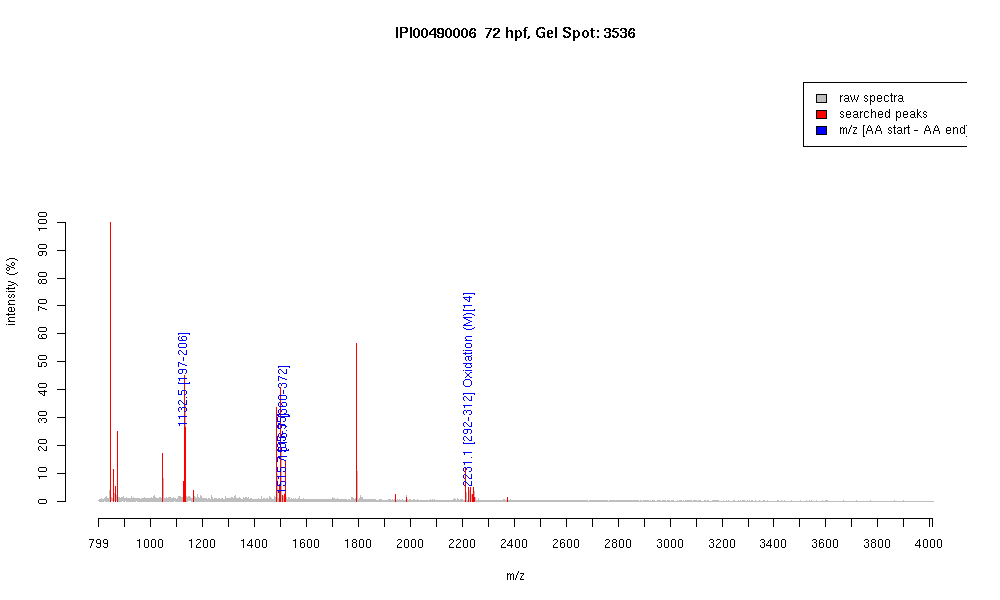 IPI00490006 72 hpf, Gel Spot: 3536
raw spectra
searched peaks
m/z [AA start - AA end]
intensity (%)
100
90
80
70
60
50
40
30
20
10
0
1132.5 [197-206]
2231.1 [292-312] Oxidation (M)[14]
799 1000 1200 1400 1600 1800 2000 2200 2400 2600 2800 3000 3200 3400 3600 3800 4000
m/z